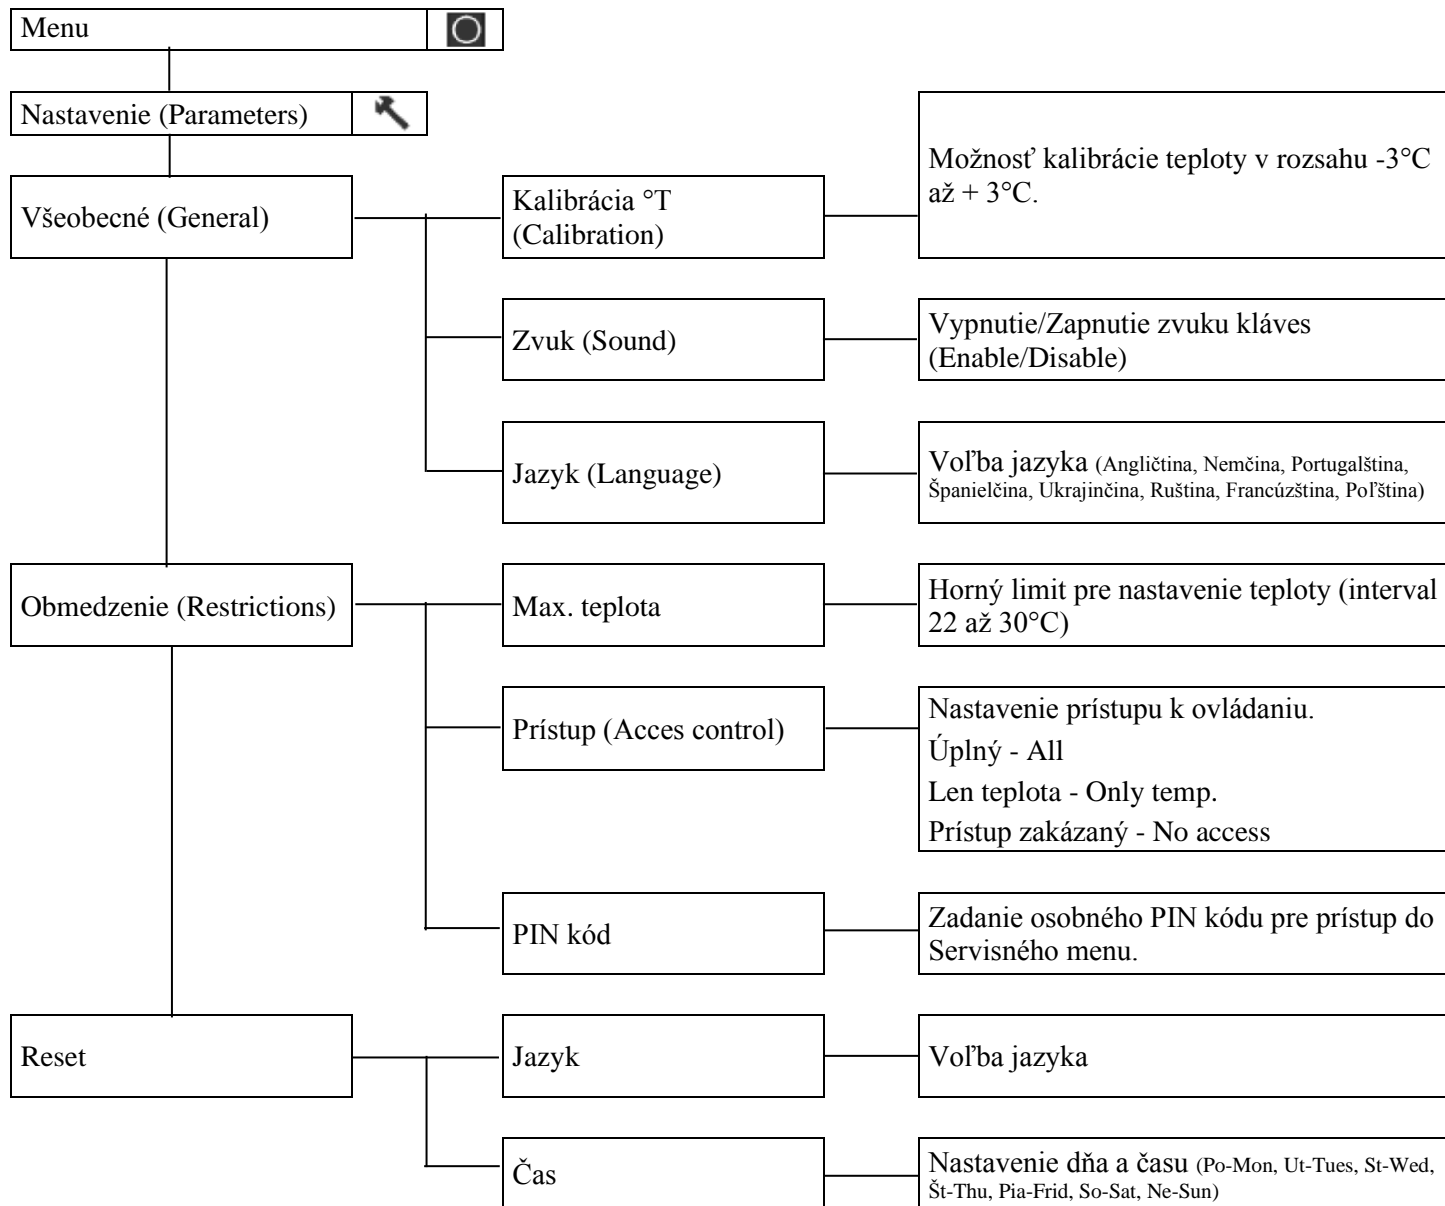 Menu
Nastavenie (Parameters)
Všeobecné (General)
Kalibrácia °T
(Calibration)
Možnosť kalibrácie teploty v rozsahu -3°C
až + 3°C.
Zvuk (Sound)
Vypnutie/Zapnutie zvuku kláves
(Enable/Disable)
Jazyk (Language)
Voľba jazyka (Angličtina, Nemčina, Portugalština,
Španielčina, Ukrajinčina, Ruština, Francúzština, Poľština)
Obmedzenie (Restrictions)
Max. teplota
Horný limit pre nastavenie teploty (interval
22 až 30°C)
Prístup (Acces control)
Nastavenie prístupu k ovládaniu.
Úplný - All
Len teplota - Only temp.
Prístup zakázaný - No access
PIN kód
Zadanie osobného PIN kódu pre prístup do
Servisného menu.
Reset
Jazyk
Voľba jazyka
Čas
Nastavenie dňa a času (Po-Mon, Ut-Tues, St-Wed,
Št-Thu, Pia-Frid, So-Sat, Ne-Sun)